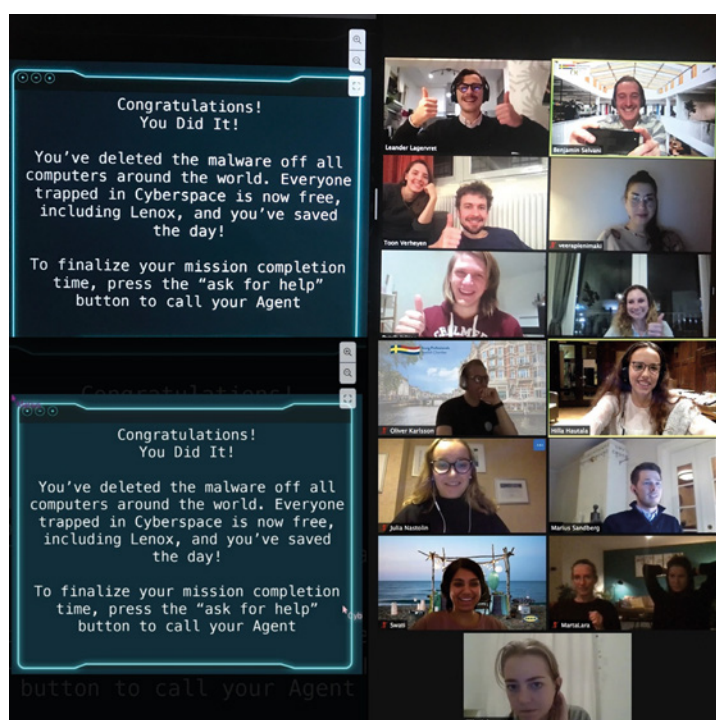 Congratulations!
You Did It!
You’ve deleted the malware off all
computers around the world. Everyone
trapped in Cyberspace is now free,
including Lenox, and you’ve saved
the day!
To finalize your mission completion
time, press the “ask for help”
button to call your Agent
Leander Lagervret
Benjamin Selvani
Toon Verheyen
veerapienimaki
Congratulations!
Congratulations!
You Did It!
You’ve deleted the malware off all
computers around the world. Everyone
trapped in Cyberspace is now free,
including Lenox, and you’ve saved
the day!
To finalize your mission completion
time, press the “ask for help”
button to call your Agent
button to call your Agent
Oliver Karlsson
Hilla Hautala
Julia Nastolin
Marius Sandberg
Swati
MartaLara